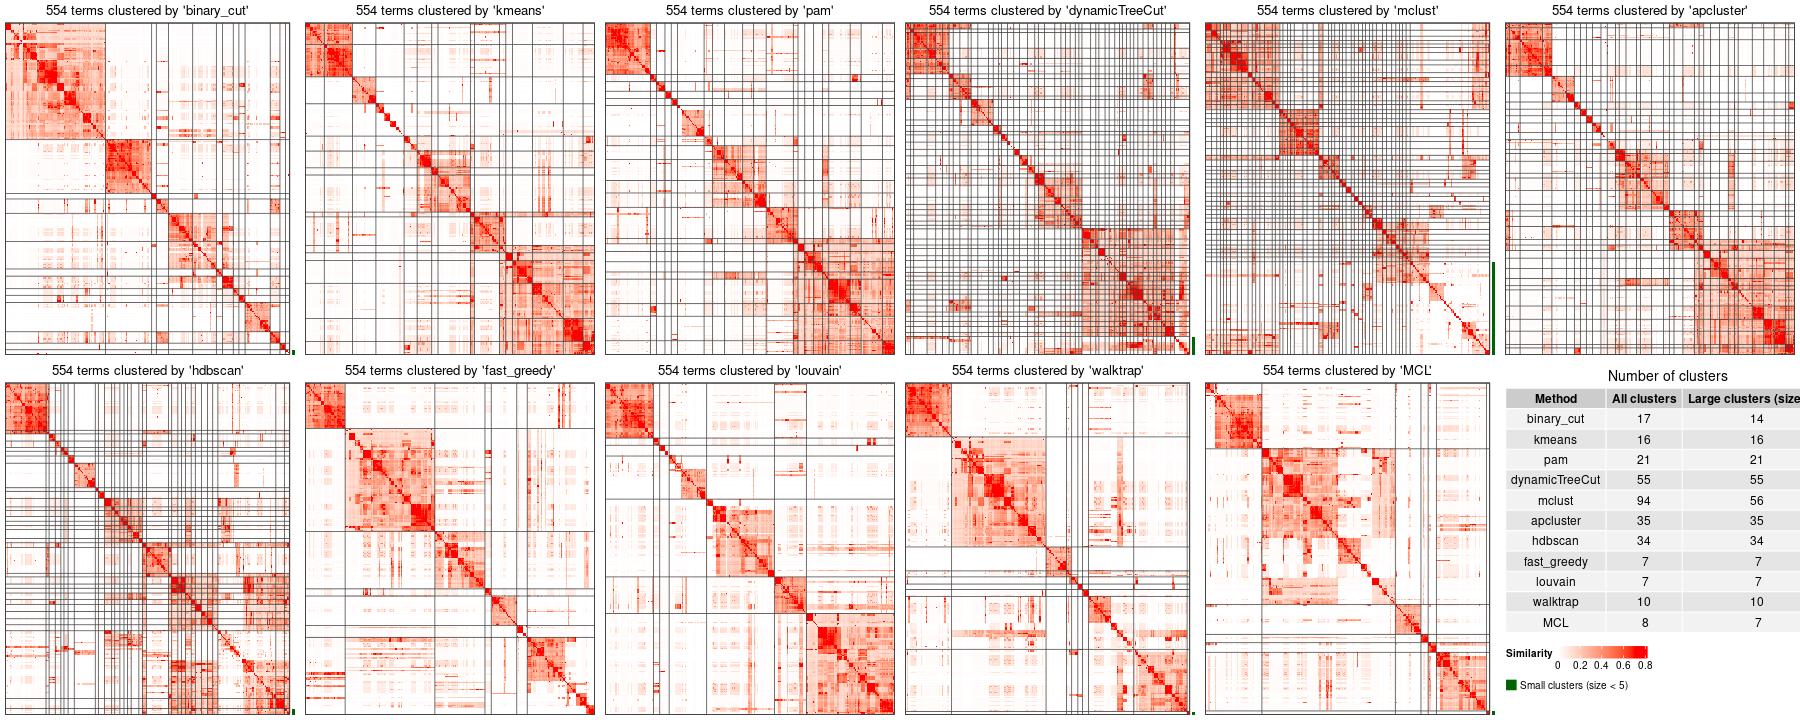 554 terms clustered by 'binary_cut'
554 terms clustered by 'kmeans'
554 terms clustered by 'pam'
554 terms clustered by 'dynamicTreeCut'
554 terms clustered by 'mclust'
554 terms clustered by 'apcluster'
554 terms clustered by 'hdbscan'
554 terms clustered by 'fast_greedy'
554 terms clustered by 'louvain'
554 terms clustered by 'walktrap'
554 terms clustered by 'MCL'
Number of clusters
Method All clusters Large clusters (size
binary_cut 17 14
kmeans 16 16
pam 21 21
dynamicTreeCut 55 55
mclust 94 56
apcluster 35 35
hdbscan 34 34
fast_greedy 7 7
louvain 7 7
walktrap 10 10
MCL 8 7
Similarity
0 0.2 0.4 0.6 0.8
Small clusters (size < 5)